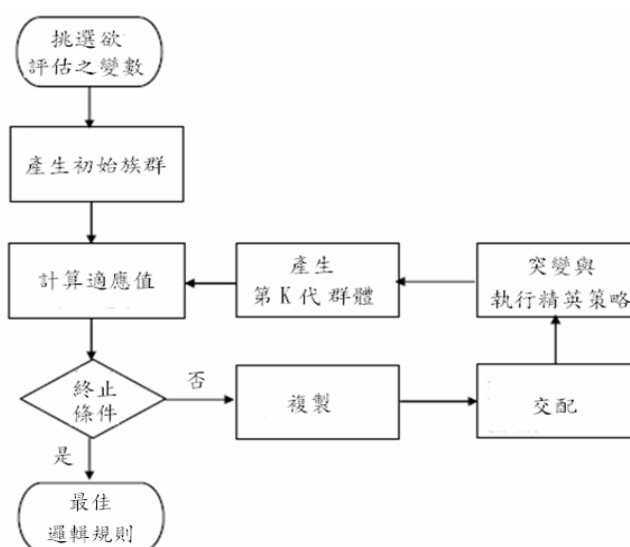 挑選欲
評估之變數
產生初始族群
計算適應值
產生
第 K 代 群體
突變與
執行精英策略
終止
條件
否
複製
交配
是
最佳
邏輯規則